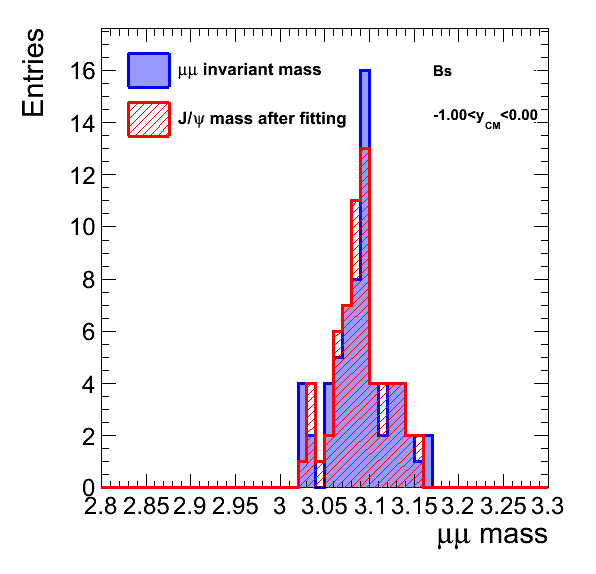 Entries
16
14
12
10
8
6
4
2
0
μμ invariant mass
J/ψ mass after fitting
Bs
-1.00<y_CM<0.00
2.8 2.85 2.9 2.95 3 3.05 3.1 3.15 3.2 3.25 3.3
μμ mass